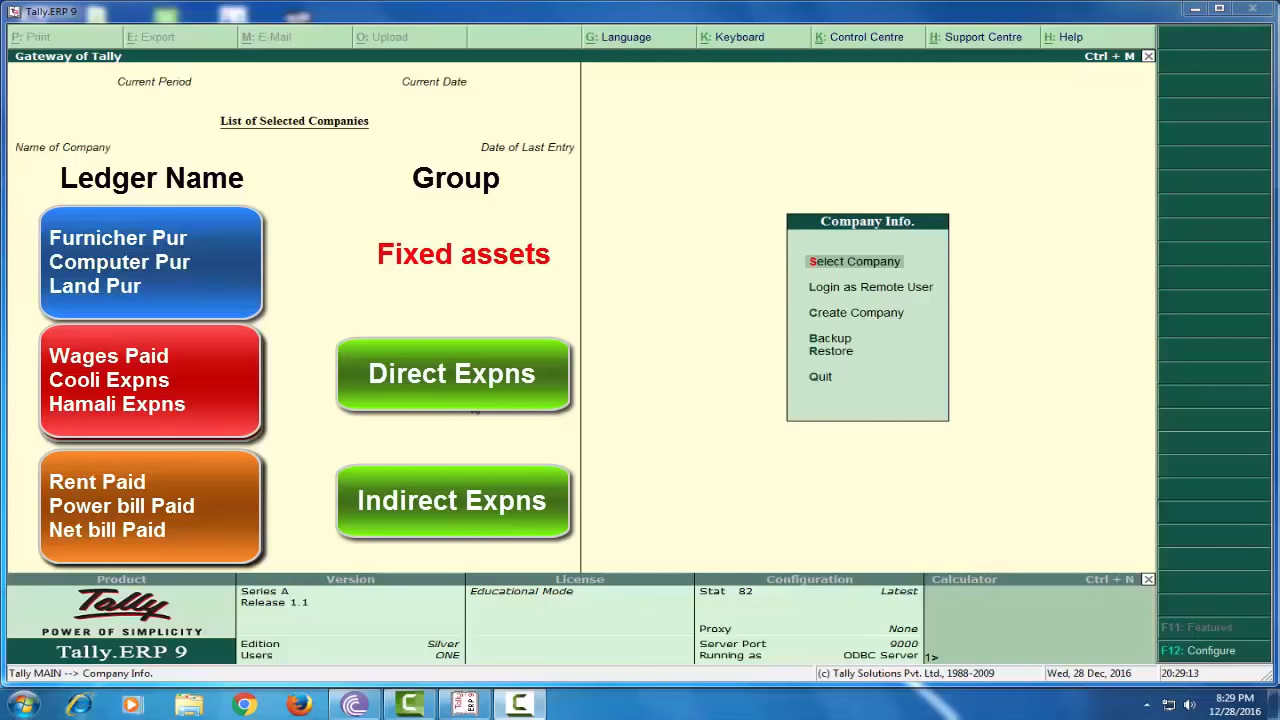 Tally.ERP 9
P: Print
E: Export
M: E-Mail
O: Upload
G: Language
K: Keyboard
K: Control Centre
H: Support Centre
H: Help
Gateway of Tally
Ctrl + M
Current Period
Current Date
List of Selected Companies
Name of Company
Date of Last Entry
Ledger Name
Group
Furnicher Pur
Computer Pur
Land Pur
Fixed assets
Wages Paid
Cooli Expns
Hamali Expns
Direct Expns
Rent Paid
Power bill Paid
Net bill Paid
Indirect Expns
Company Info.
Select Company
Login as Remote User
Create Company
Backup
Restore
Quit
Product
Version
License
Configuration
Calculator
Ctrl + N
Tally
POWER OF SIMPLICITY
Tally.ERP 9
Series A
Release 1.1
Edition Silver
Users ONE
Educational Mode
Stat 82 Latest
Proxy None
Server Port 9000
Running as ODBC Server
1>
F11: Features
F12: Configure
Tally MAIN --> Company Info.
(c) Tally Solutions Pvt. Ltd., 1988-2009
Wed, 28 Dec, 2016
20:29:13
8:29 PM
12/28/2016